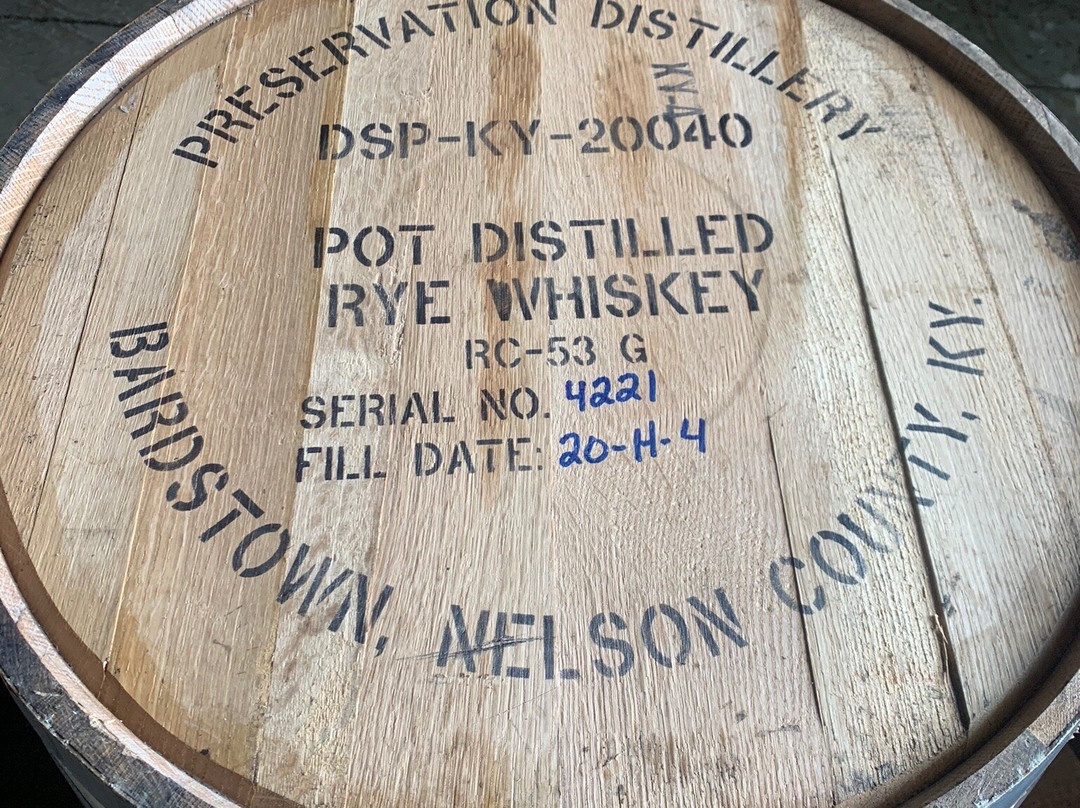 PRESERVATION DISTILLERY
KY-A
DSP-KY-20040
POT DISTILLED
RYE WHISKEY
RC-53 G
SERIAL NO. 4221
FILL DATE: 20-H-4
BARDSTOWN, NELSON COUNTY, KY.